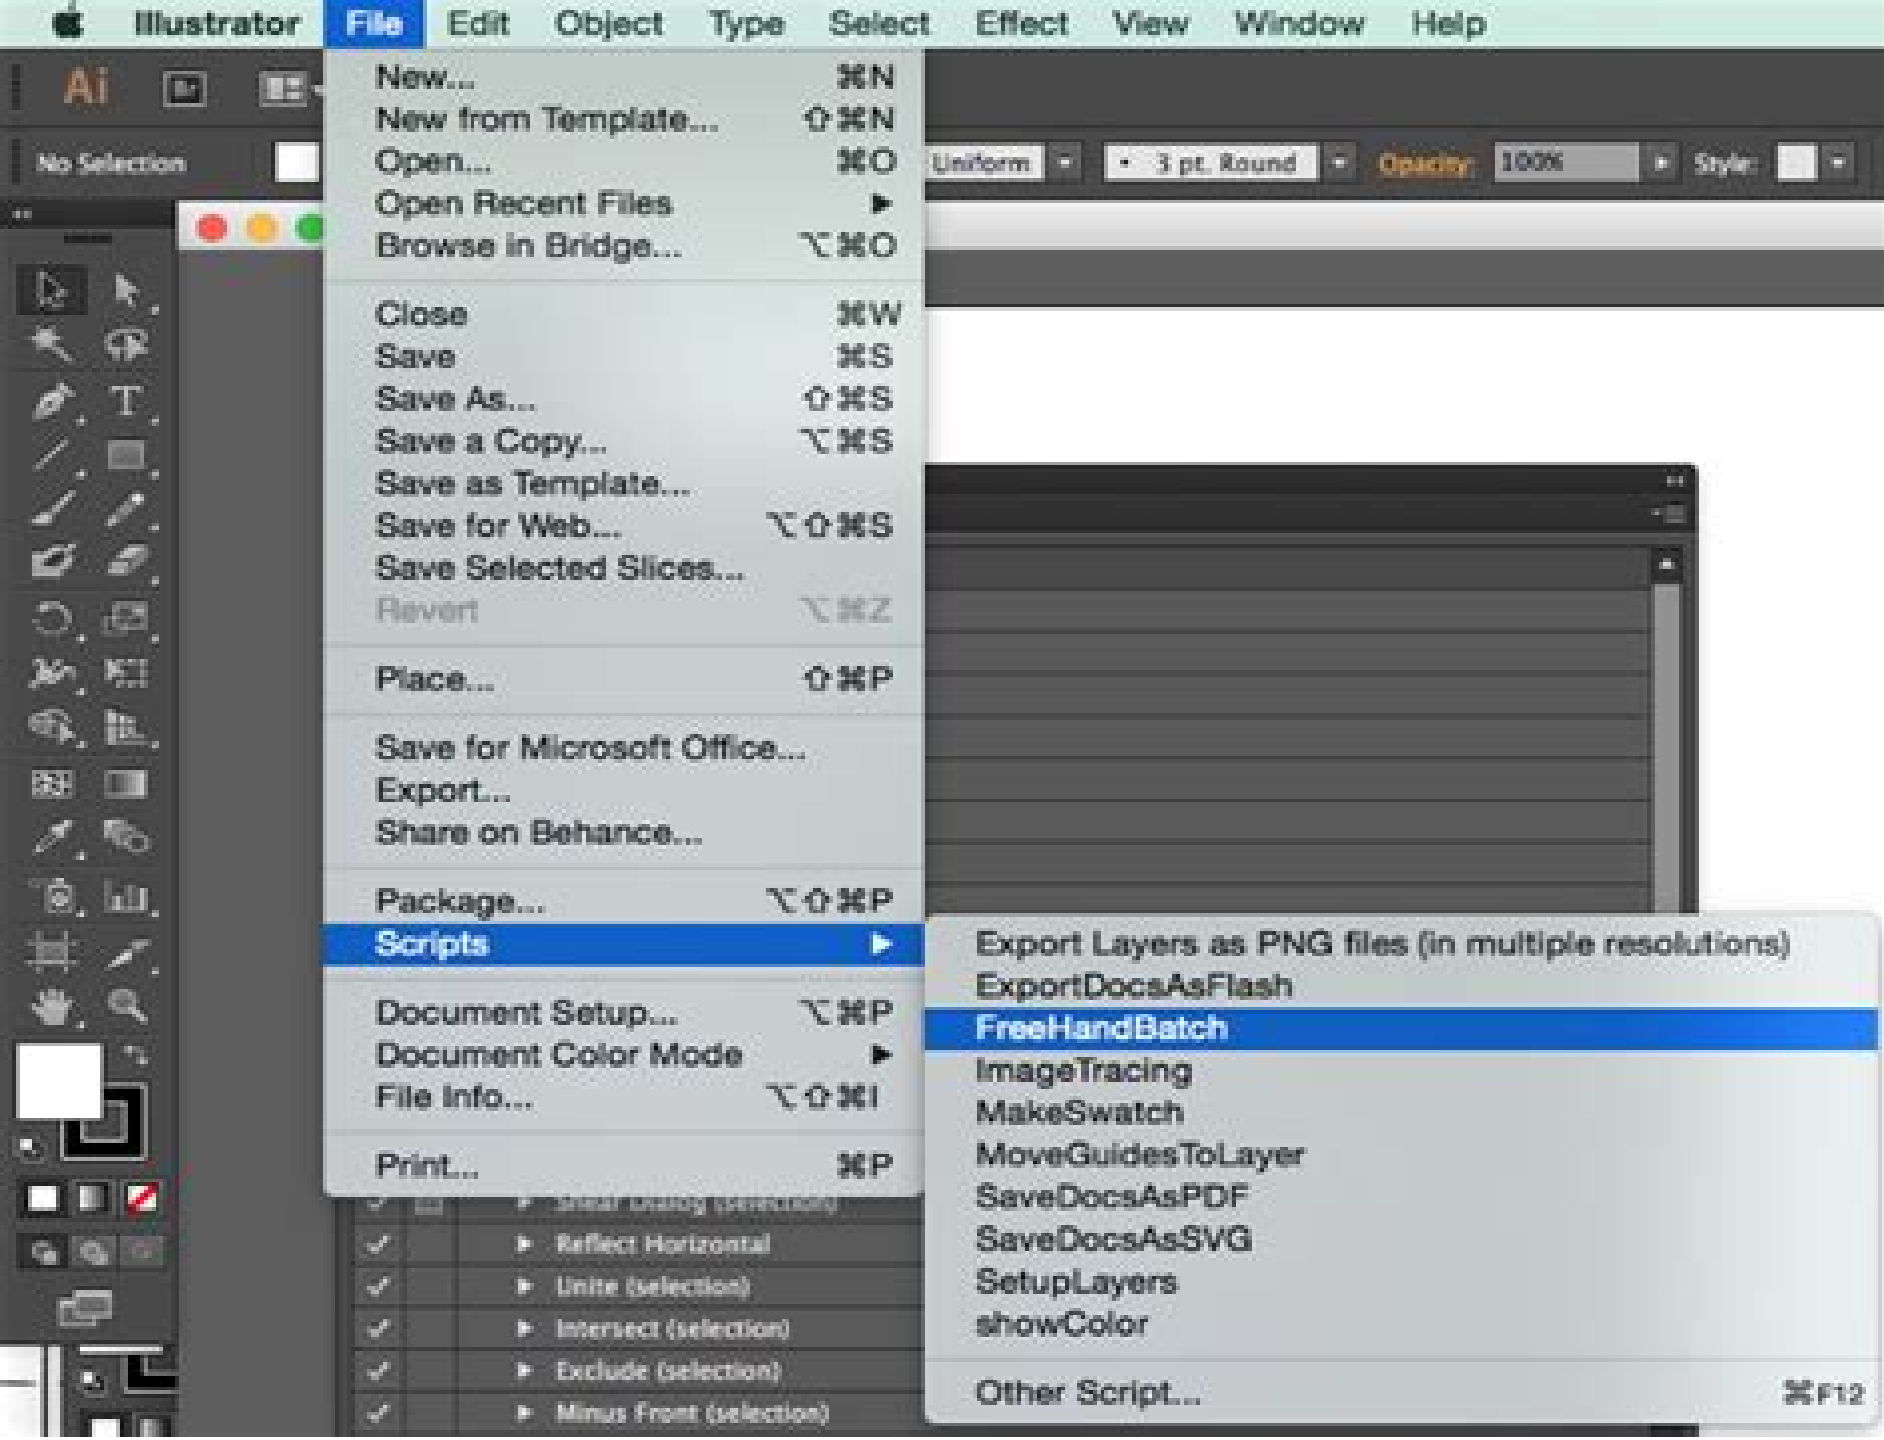 Illustrator File Edit Object Type Select Effect View Window Help
Ai
No Selection
Uniform • 3 pt. Round Opacity: 100% Style:
New... ⌘N
New from Template... ⇧⌘N
Open... ⌘O
Open Recent Files ▶
Browse in Bridge... ⌥⌘O
Close ⌘W
Save ⌘S
Save As... ⇧⌘S
Save a Copy... ⌥⌘S
Save as Template...
Save for Web... ⌥⇧⌘S
Save Selected Slices...
Revert ⌥⌘Z
Place... ⇧⌘P
Save for Microsoft Office...
Export...
Share on Behance...
Package... ⌥⇧⌘P
Scripts ▶
Document Setup... ⌥⌘P
Document Color Mode ▶
File Info... ⌥⇧⌘I
Print... ⌘P
Export Layers as PNG files (in multiple resolutions)
ExportDocsAsFlash
FreeHandBatch
ImageTracing
MakeSwatch
MoveGuidesToLayer
SaveDocsAsPDF
SaveDocsAsSVG
SetupLayers
showColor
Other Script... ⌘F12
Shear Dialog (selection)
Reflect Horizontal
Unite (selection)
Intersect (selection)
Exclude (selection)
Minus Front (selection)